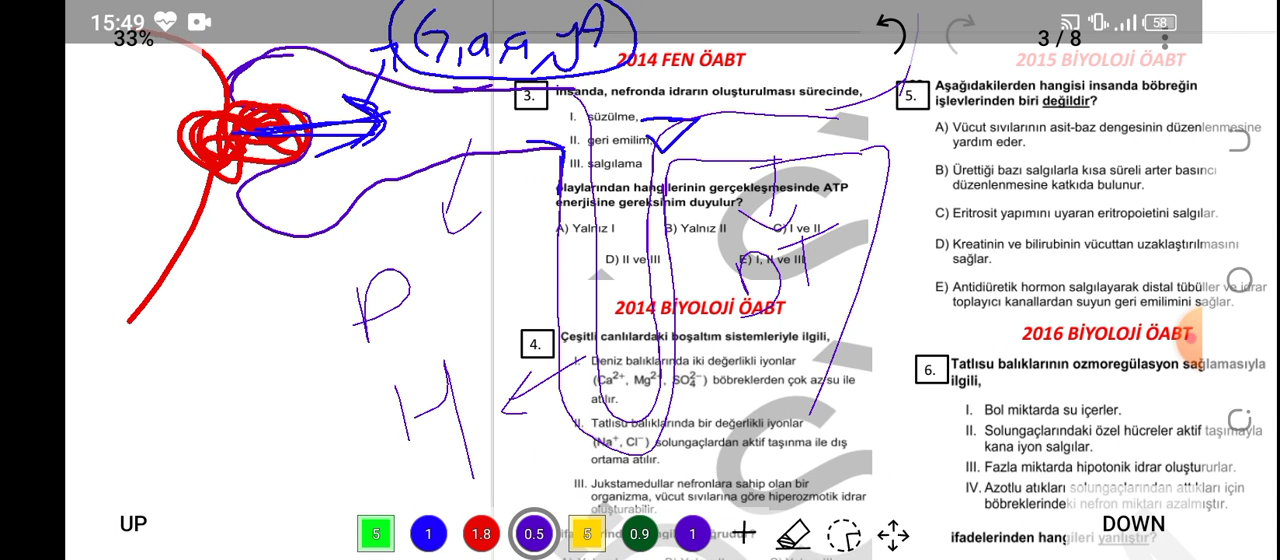 15:49
58
33%
3 / 8
G, a a, A
2014 FEN ÖABT
3.
İnsanda, nefronda idrarın oluşturulması sürecinde,
I. süzülme,
II. geri emilim,
III. salgılama
olaylarından hangilerinin gerçekleşmesinde ATP
enerjisine gereksinim duyulur?
A) Yalnız I
B) Yalnız II
C) I ve II
D) II ve III
E) I, II ve III
P
H
DT
2014 BİYOLOJİ ÖABT
4.
Çeşitli canlılardaki boşaltım sistemleriyle ilgili,
I. Deniz balıklarında iki değerlikli iyonlar
(Ca²⁺, Mg²⁺, SO₄²⁻) böbreklerden çok az su ile
atılır.
II. Tatlısu balıklarında bir değerlikli iyonlar
(Na⁺, Cl⁻) solungaçlardan aktif taşınma ile dış
ortama atılır.
III. Jukstamedullar nefronlara sahip olan bir
organizma, vücut sıvılarına göre hiperozmotik idrar
oluşturabilir.
2015 BİYOLOJİ ÖABT
5.
Aşağıdakilerden hangisi insanda böbreğin
işlevlerinden biri değildir?
A) Vücut sıvılarının asit-baz dengesinin düzenlenmesine
yardım eder.
B) Ürettiği bazı salgılarla kısa süreli arter basıncı
düzenlenmesine katkıda bulunur.
C) Eritrosit yapımını uyaran eritropoietini salgılar.
D) Kreatinin ve bilirubinin vücuttan uzaklaştırılmasını
sağlar.
E) Antidiüretik hormon salgılayarak distal tübüller ve idrar
toplayıcı kanallardan suyun geri emilimini sağlar.
2016 BİYOLOJİ ÖABT
6.
Tatlısu balıklarının ozmoregülasyon sağlamasıyla
ilgili,
I. Bol miktarda su içerler.
II. Solungaçlarındaki özel hücreler aktif taşımayla
kana iyon salgılar.
III. Fazla miktarda hipotonik idrar oluştururlar.
IV. Azotlu atıkları solungaçlarından attıkları için
böbreklerindeki nefron miktarı azalmıştır.
ifadelerinden hangileri yanlıştır?
UP
5
1
1.8
0.5
5
0.9
1
DOWN